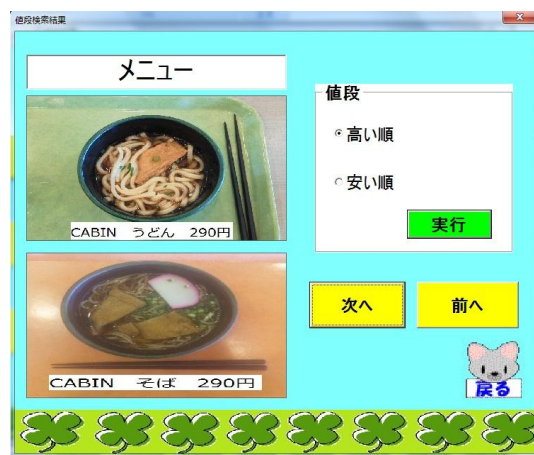 値段検索結果
メニュー
CABIN うどん 290円
CABIN そば 290円
値段
高い順
安い順
実行
次へ
前へ
戻る